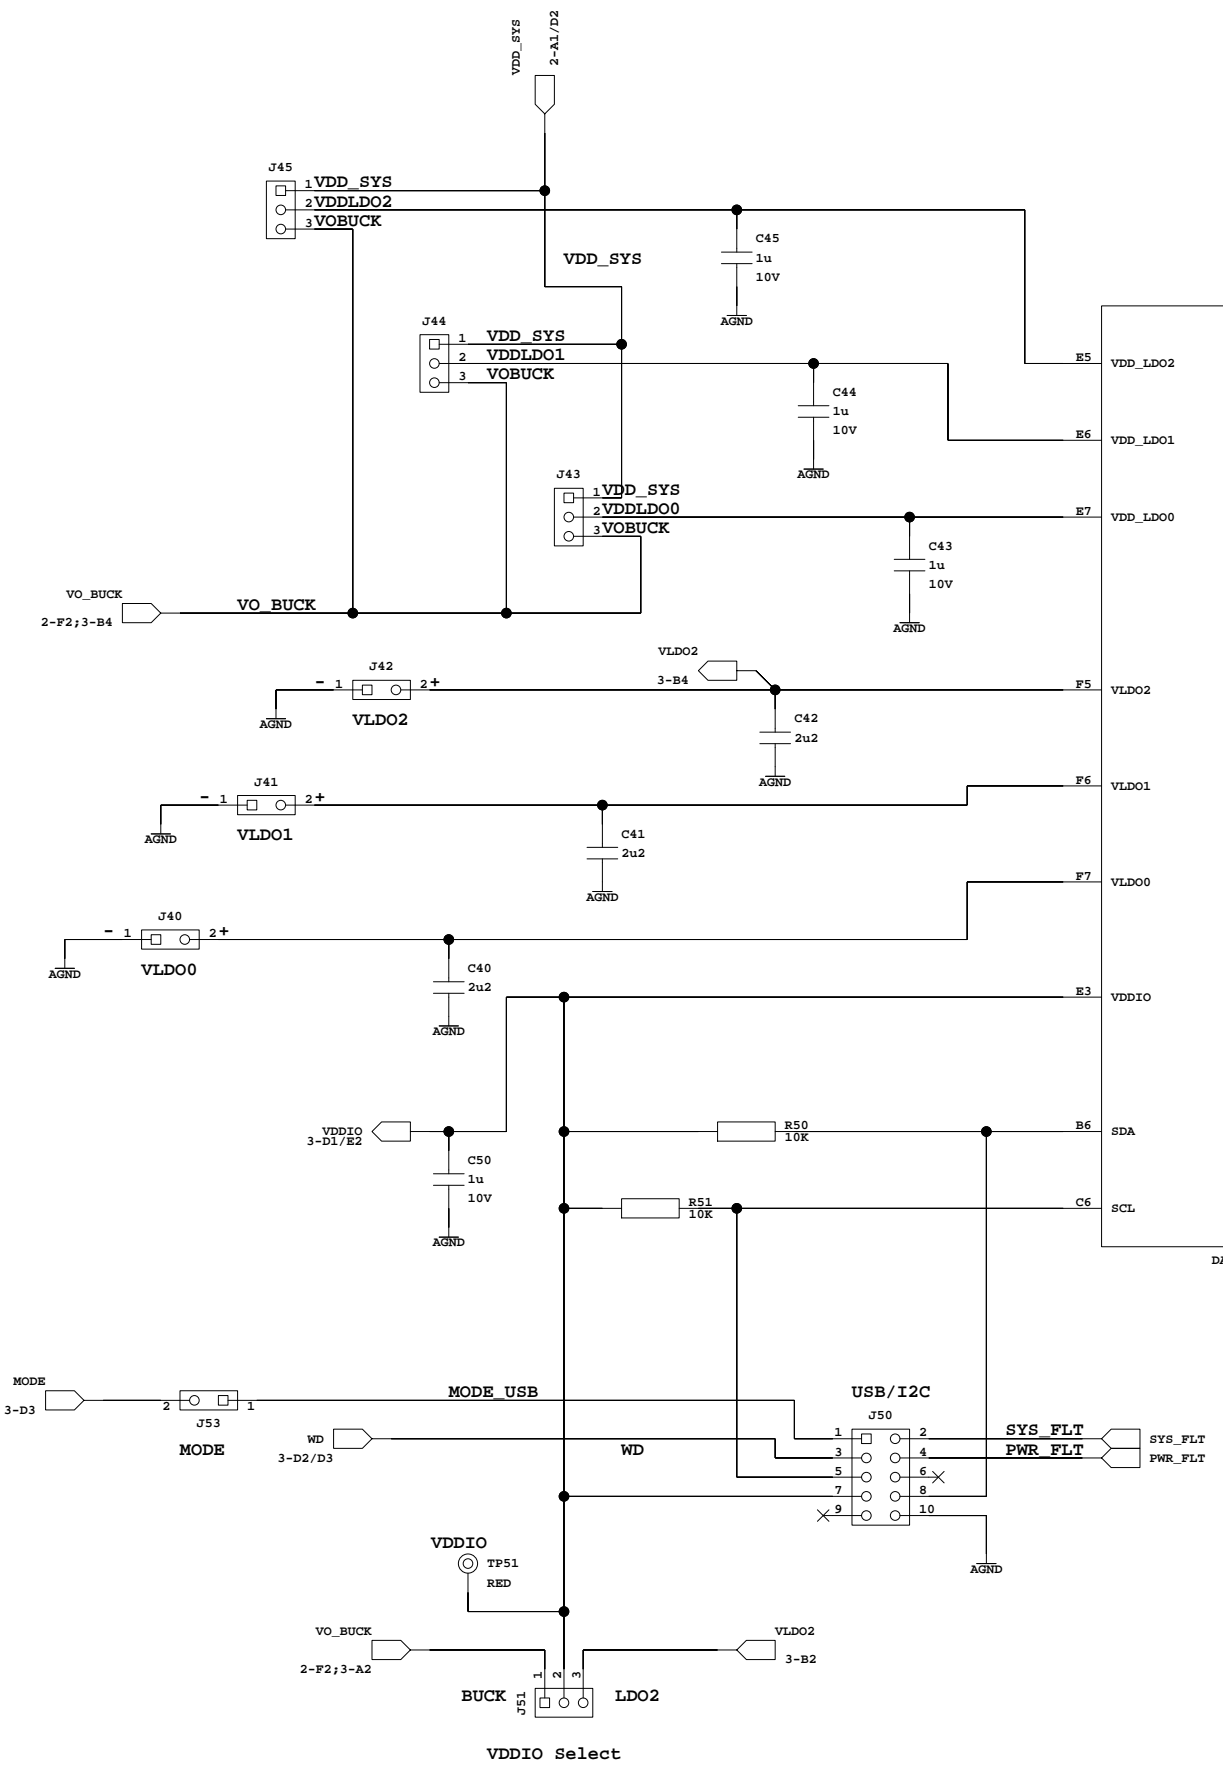 VDD_SYS
2-A1/D2
J45
1 VDD_SYS
2 VDDLDO2
3 VOBUCK
C45
1u
10V
AGND
VDD_SYS
J44
1 VDD_SYS
2 VDDLDO1
3 VOBUCK
C44
1u
10V
AGND
E5 VDD_LDO2
E6 VDD_LDO1
J43
1 VDD_SYS
2 VDDLDO0
3 VOBUCK
E7 VDD_LDO0
C43
1u
10V
AGND
VO_BUCK
2-F2;3-B4
VO_BUCK
VLDO2
3-B4
J42
- 1 2 +
AGND
VLDO2
F5 VLDO2
C42
2u2
AGND
J41
- 1 2 +
AGND
VLDO1
F6 VLDO1
C41
2u2
AGND
F7 VLDO0
J40
- 1 2 +
AGND
VLDO0
C40
2u2
AGND
E3 VDDIO
VDDIO
3-D1/E2
C50
1u
10V
AGND
R50
10K
B6 SDA
R51
10K
C6 SCL
DA
MODE
3-D3
2 1
J53
MODE
MODE_USB
USB/I2C
J50
WD
3-D2/D3
WD
1 2
3 4
5 6
7 8
9 10
SYS_FLT
SYS_FLT
PWR_FLT
PWR_FLT
AGND
VDDIO
TP51
RED
VO_BUCK
2-F2;3-A2
VLDO2
3-B2
1 2 3
BUCK
J51
LDO2
VDDIO Select